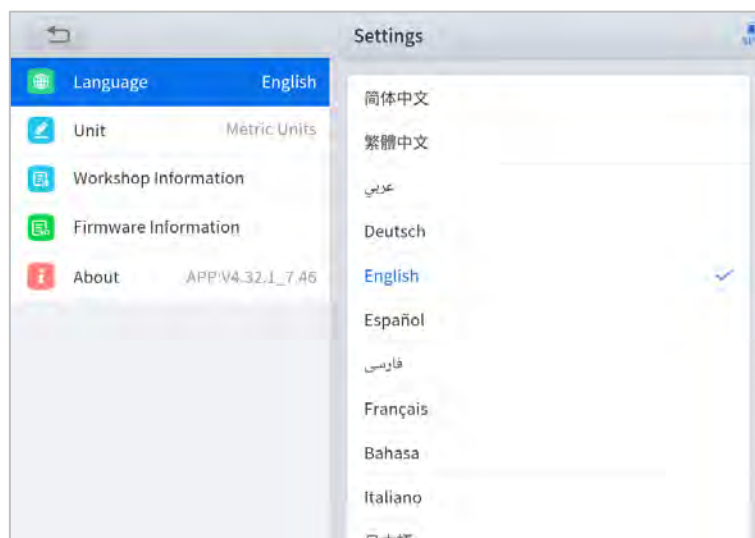 Settings
Language English
Unit Metric Units
Workshop Information
Firmware Information
About APP:V4.32.1_7.46
简体中文
繁體中文
عربي
Deutsch
English
Español
فارسی
Français
Bahasa
Italiano